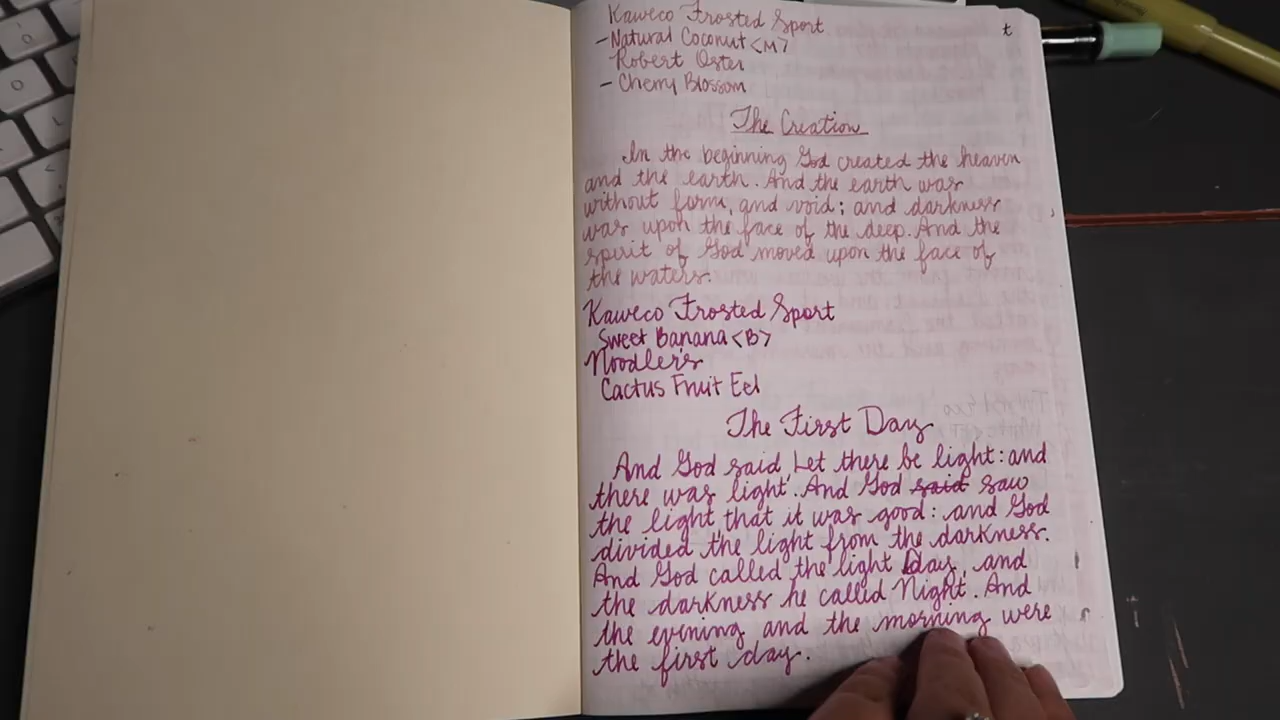 Kaweco Frosted Sport
- Natural Coconut <M>
Robert Oster
- Cherry Blossom
The Creation
In the beginning God created the heaven
and the earth. And the earth was
without form, and void; and darkness
was upon the face of the deep. And the
spirit of God moved upon the face of
the waters.
Kaweco Frosted Sport
Sweet Banana <B>
Noodler's
Cactus Fruit Eel
The First Day
And God said, Let there be light: and
there was light. And God said saw
the light, that it was good: and God
divided the light from the darkness.
And God called the light Day, and
the darkness he called Night. And
the evening and the morning were
the first day.